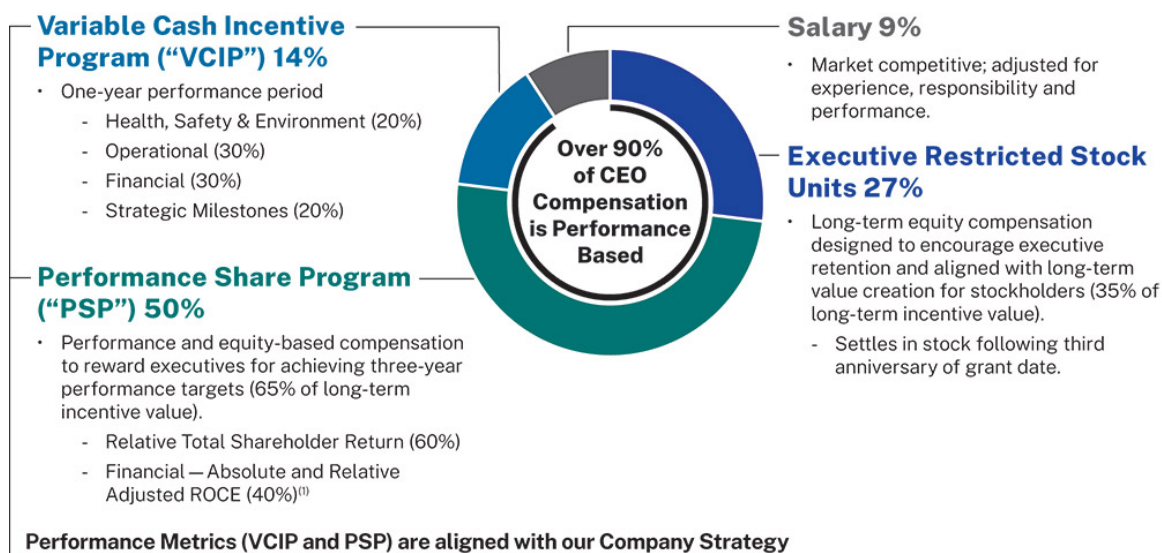 Variable Cash Incentive
Program (“VCIP”) 14%
• One-year performance period
- Health, Safety & Environment (20%)
- Operational (30%)
- Financial (30%)
- Strategic Milestones (20%)
Performance Share Program
(“PSP”) 50%
• Performance and equity-based compensation
to reward executives for achieving three-year
performance targets (65% of long-term
incentive value).
- Relative Total Shareholder Return (60%)
- Financial — Absolute and Relative
Adjusted ROCE (40%)(1)
Over 90%
of CEO
Compensation
is Performance
Based
Salary 9%
• Market competitive; adjusted for
experience, responsibility and
performance.
Executive Restricted Stock
Units 27%
• Long-term equity compensation
designed to encourage executive
retention and aligned with long-term
value creation for stockholders (35% of
long-term incentive value).
- Settles in stock following third
anniversary of grant date.
Performance Metrics (VCIP and PSP) are aligned with our Company Strategy